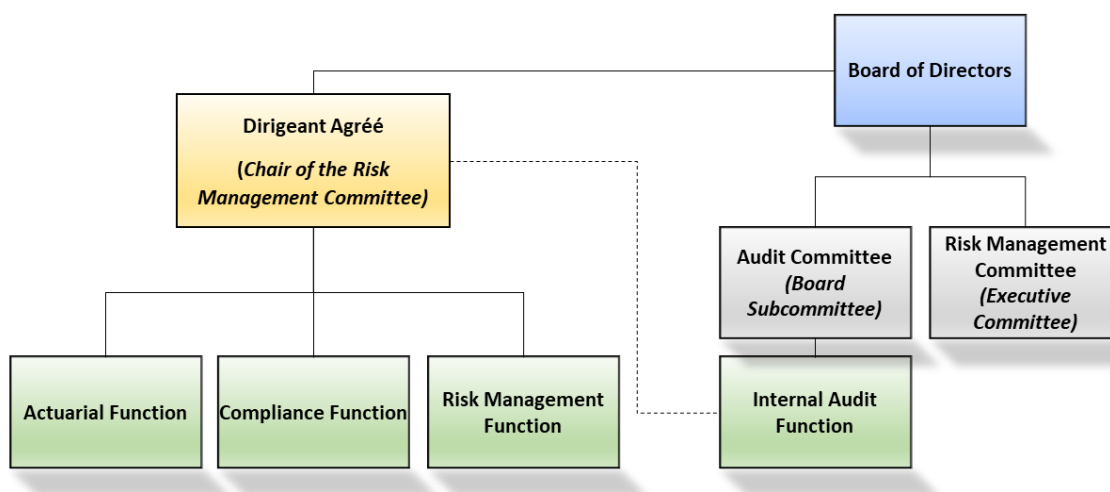 Board of Directors
Dirigeant Agréé
(Chair of the Risk
Management Committee)
Audit Committee
(Board
Subcommittee)
Risk Management
Committee
(Executive
Committee)
Actuarial Function
Compliance Function
Risk Management
Function
Internal Audit
Function